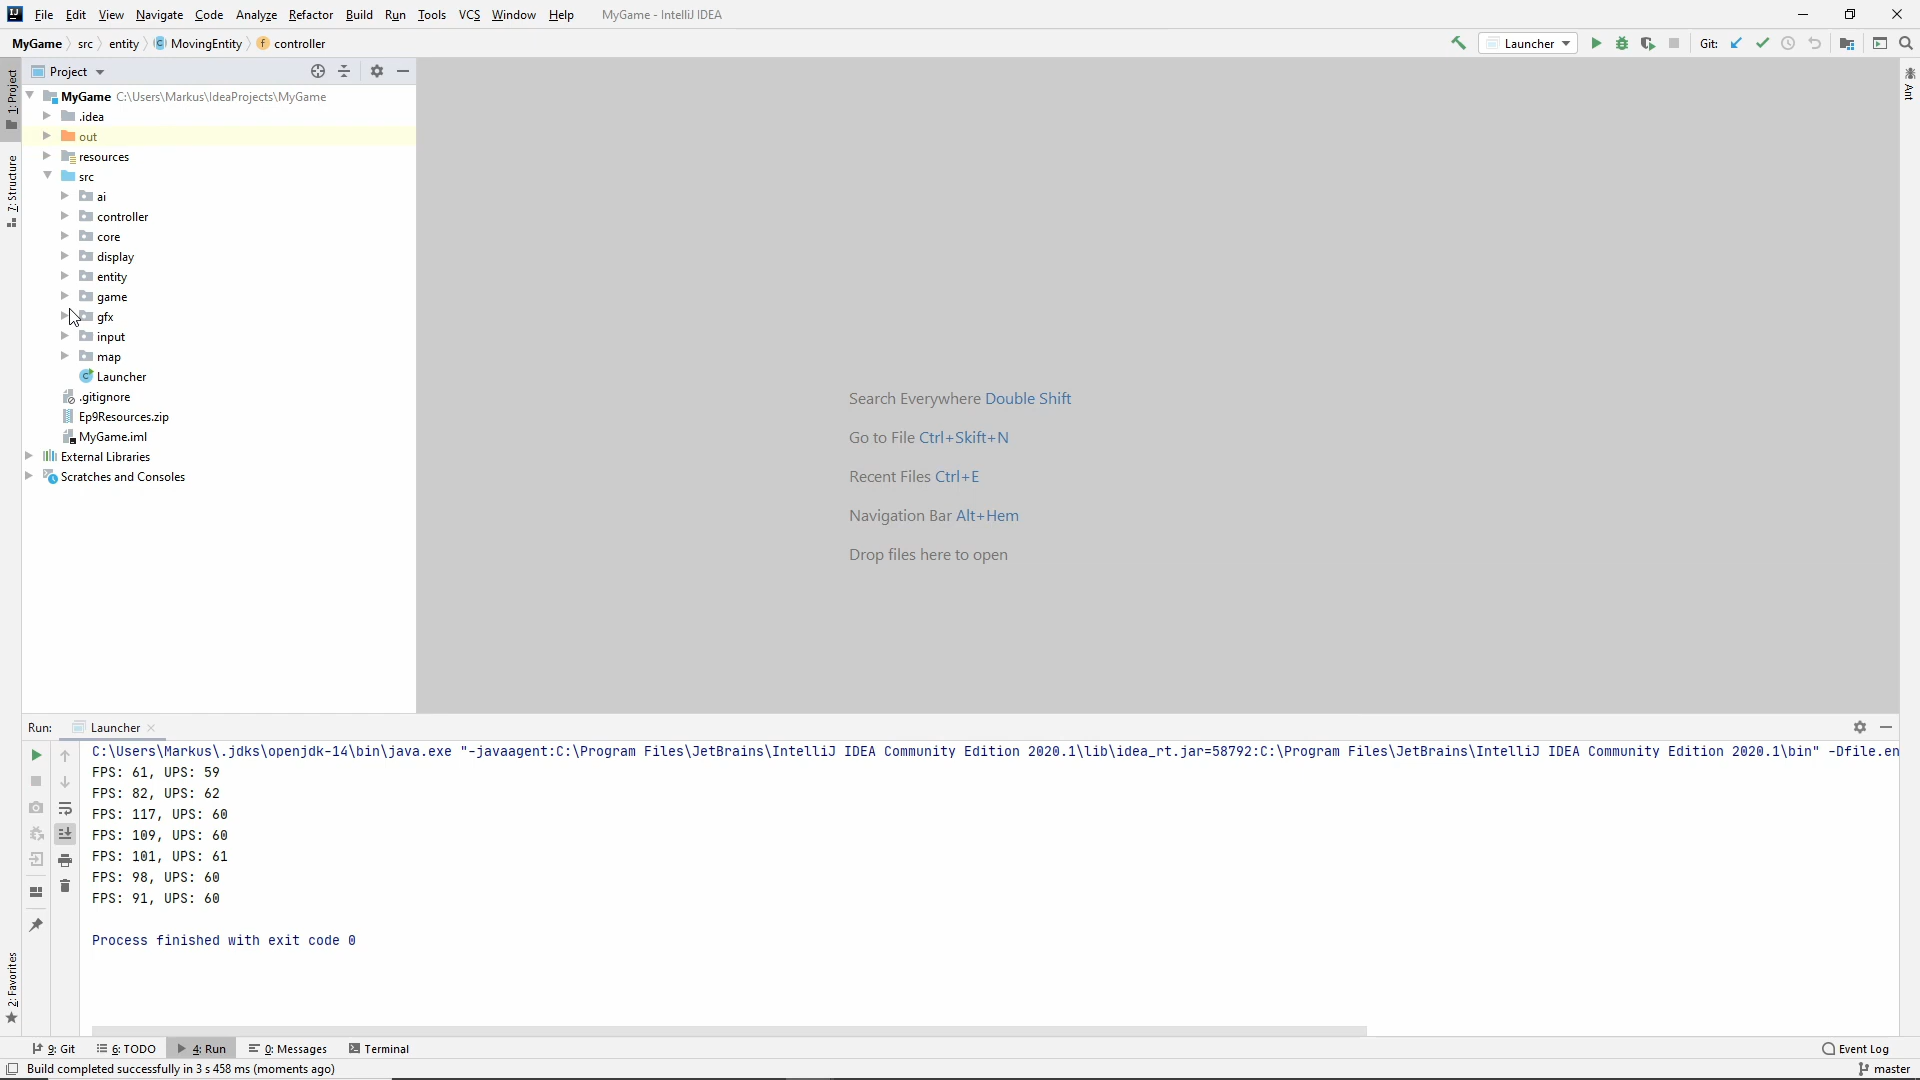 File Edit View Navigate Code Analyze Refactor Build Run Tools VCS Window Help MyGame - IntelliJ IDEA
MyGame src entity MovingEntity controller
Launcher Git:
Project
1: Project
7: Structure
2: Favorites
Ant
MyGame C:\Users\Markus\IdeaProjects\MyGame
.idea
out
resources
src
ai
controller
core
display
entity
game
gfx
input
map
Launcher
.gitignore
Ep9Resources.zip
MyGame.iml
External Libraries
Scratches and Consoles
Search Everywhere Double Shift
Go to File Ctrl+Skift+N
Recent Files Ctrl+E
Navigation Bar Alt+Hem
Drop files here to open
Run: Launcher
C:\Users\Markus\.jdks\openjdk-14\bin\java.exe "-javaagent:C:\Program Files\JetBrains\IntelliJ IDEA Community Edition 2020.1\lib\idea_rt.jar=58792:C:\Program Files\JetBrains\IntelliJ IDEA Community Edition 2020.1\bin" -Dfile.en
FPS: 61, UPS: 59
FPS: 82, UPS: 62
FPS: 117, UPS: 60
FPS: 109, UPS: 60
FPS: 101, UPS: 61
FPS: 98, UPS: 60
FPS: 91, UPS: 60
Process finished with exit code 0
9: Git 6: TODO 4: Run 0: Messages Terminal Event Log
Build completed successfully in 3 s 458 ms (moments ago) master